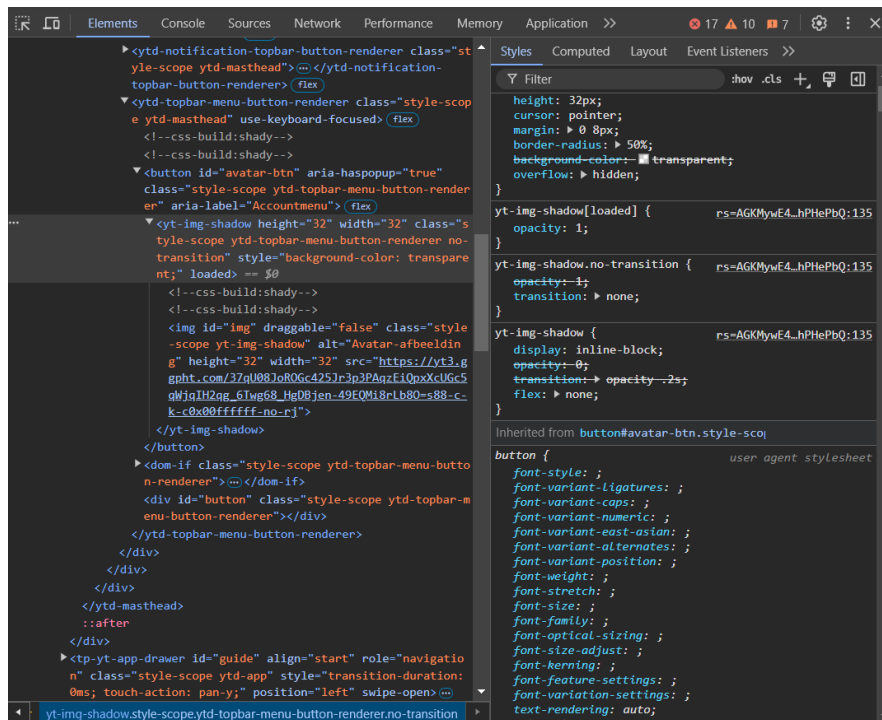 Elements Console Sources Network Performance Memory Application >> 17 10 7
<ytd-notification-topbar-button-renderer class="st
yle-scope ytd-masthead">…</ytd-notification-
topbar-button-renderer> flex
<ytd-topbar-menu-button-renderer class="style-scop
e ytd-masthead" use-keyboard-focused> flex
<!--css-build:shady-->
<!--css-build:shady-->
<button id="avatar-btn" aria-haspopup="true"
class="style-scope ytd-topbar-menu-button-render
er" aria-label="Accountmenu"> flex
<yt-img-shadow height="32" width="32" class="s
tyle-scope ytd-topbar-menu-button-renderer no-
transition" style="background-color: transpare
nt;" loaded> == $0
<!--css-build:shady-->
<!--css-build:shady-->
<img id="img" draggable="false" class="style
-scope yt-img-shadow" alt="Avatar-afbeeldin
g" height="32" width="32" src="https://yt3.g
gpht.com/37qU08JoROGc425Jr3p3PAqzEiQpxXcUGc5
qWjqIH2qg_6Twg68_HgDBjen-49EQMi8rLb8O=s88-c-
k-c0x00ffffff-no-rj">
</yt-img-shadow>
</button>
<dom-if class="style-scope ytd-topbar-menu-butto
n-renderer">…</dom-if>
<div id="button" class="style-scope ytd-topbar-m
enu-button-renderer"></div>
</ytd-topbar-menu-button-renderer>
</div>
</div>
</div>
</ytd-masthead>
::after
</div>
<tp-yt-app-drawer id="guide" align="start" role="navigatio
n" class="style-scope ytd-app" style="transition-duration:
0ms; touch-action: pan-y;" position="left" swipe-open>…
yt-img-shadow.style-scope.ytd-topbar-menu-button-renderer.no-transition
Styles Computed Layout Event Listeners >>
Filter :hov .cls
height: 32px;
cursor: pointer;
margin: 0 8px;
border-radius: 50%;
background-color: transparent;
overflow: hidden;
}
yt-img-shadow[loaded] { rs=AGKMywE4…hPHePbQ:135
opacity: 1;
}
yt-img-shadow.no-transition { rs=AGKMywE4…hPHePbQ:135
opacity: 1;
transition: none;
}
yt-img-shadow { rs=AGKMywE4…hPHePbQ:135
display: inline-block;
opacity: 0;
transition: opacity .2s;
flex: none;
}
Inherited from button#avatar-btn.style-sco
button { user agent stylesheet
font-style: ;
font-variant-ligatures: ;
font-variant-caps: ;
font-variant-numeric: ;
font-variant-east-asian: ;
font-variant-alternates: ;
font-variant-position: ;
font-weight: ;
font-stretch: ;
font-size: ;
font-family: ;
font-optical-sizing: ;
font-size-adjust: ;
font-kerning: ;
font-feature-settings: ;
font-variation-settings: ;
text-rendering: auto;